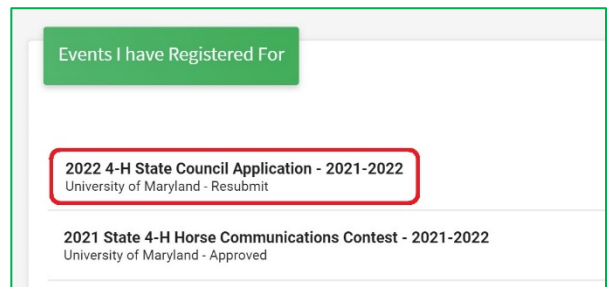 Events I have Registered For
2022 4-H State Council Application - 2021-2022
University of Maryland - Resubmit
2021 State 4-H Horse Communications Contest - 2021-2022
University of Maryland - Approved